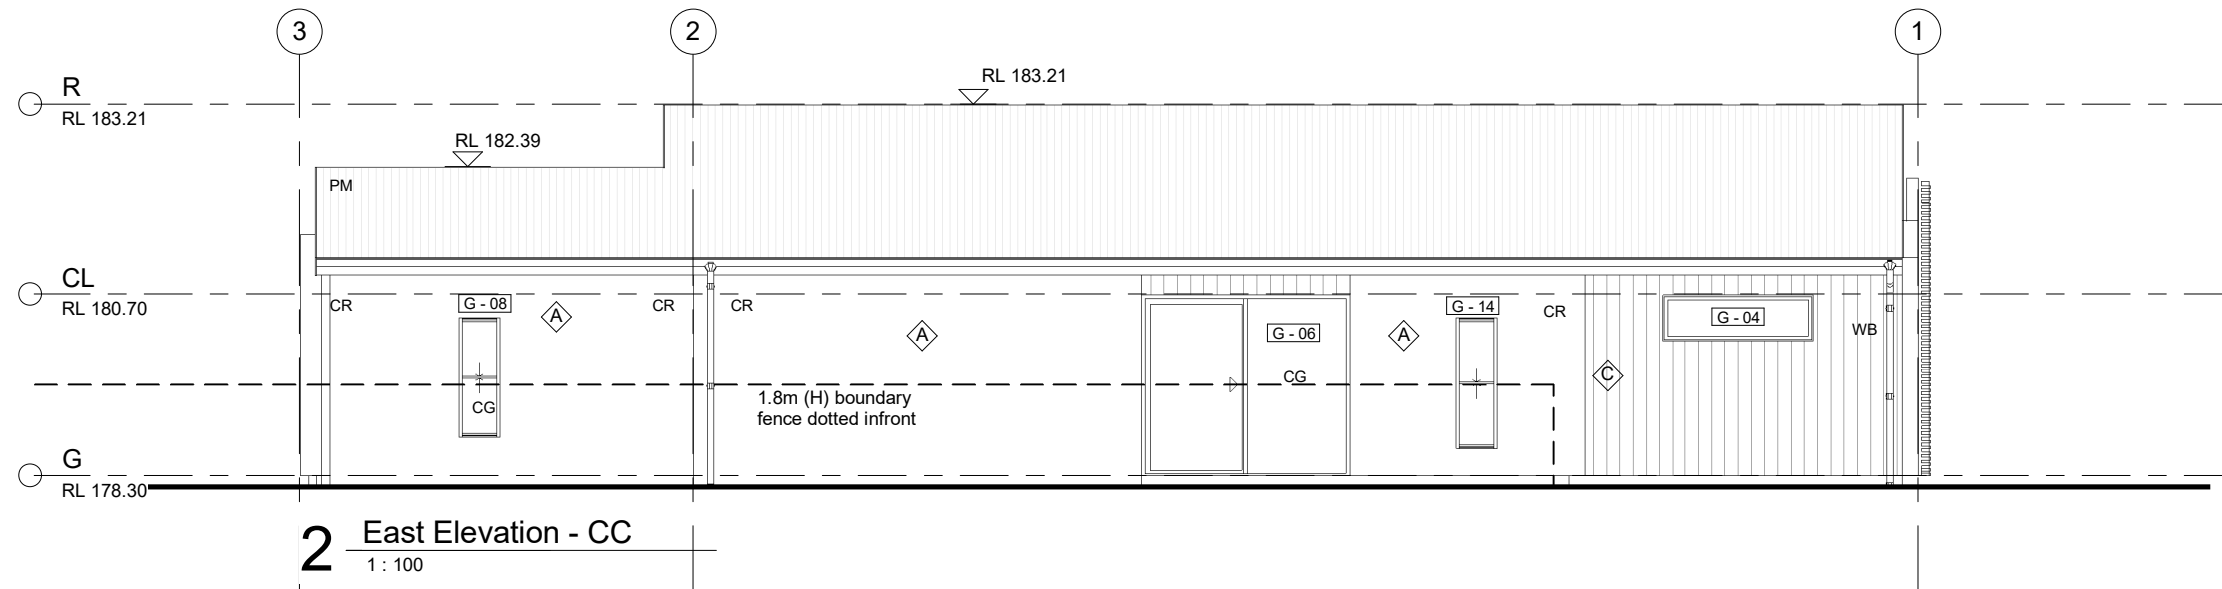 3
2
1
R
RL 183.21
RL 183.21
RL 182.39
PM
CL
RL 180.70
CR
G - 08
A
CR
CR
A
G - 06
CG
A
G - 14
CR
G - 04
WB
C
CG
1.8m (H) boundary
fence dotted infront
G
RL 178.30
2
East Elevation - CC
1 : 100